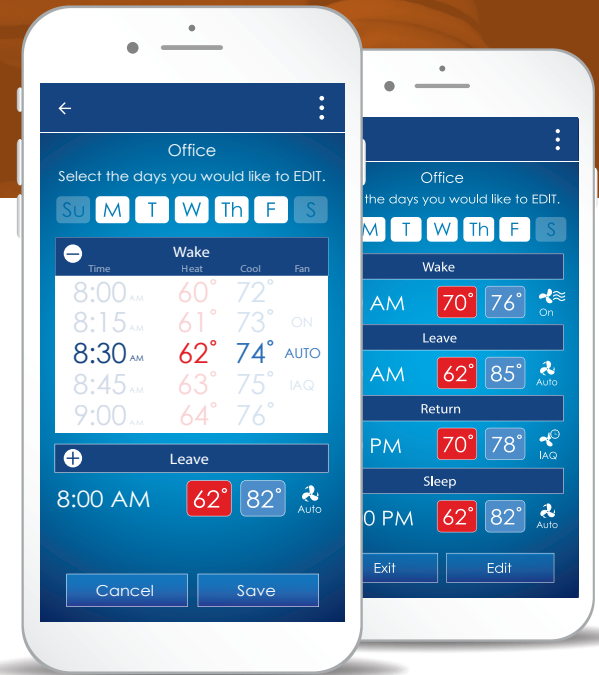 Office
Select the days you would like to EDIT.
Su M T W Th F S
Wake
Time Heat Cool Fan
8:00 AM 60° 72°
8:15 AM 61° 73° ON
8:30 AM 62° 74° AUTO
8:45 AM 63° 75° IAQ
9:00 AM 64° 76°
Leave
8:00 AM 62° 82° Auto
Cancel Save
Office
the days you would like to EDIT.
M T W Th F S
Wake
AM 70° 76° On
Leave
AM 62° 85° Auto
Return
PM 70° 78° IAQ
Sleep
0 PM 62° 82° Auto
Exit Edit